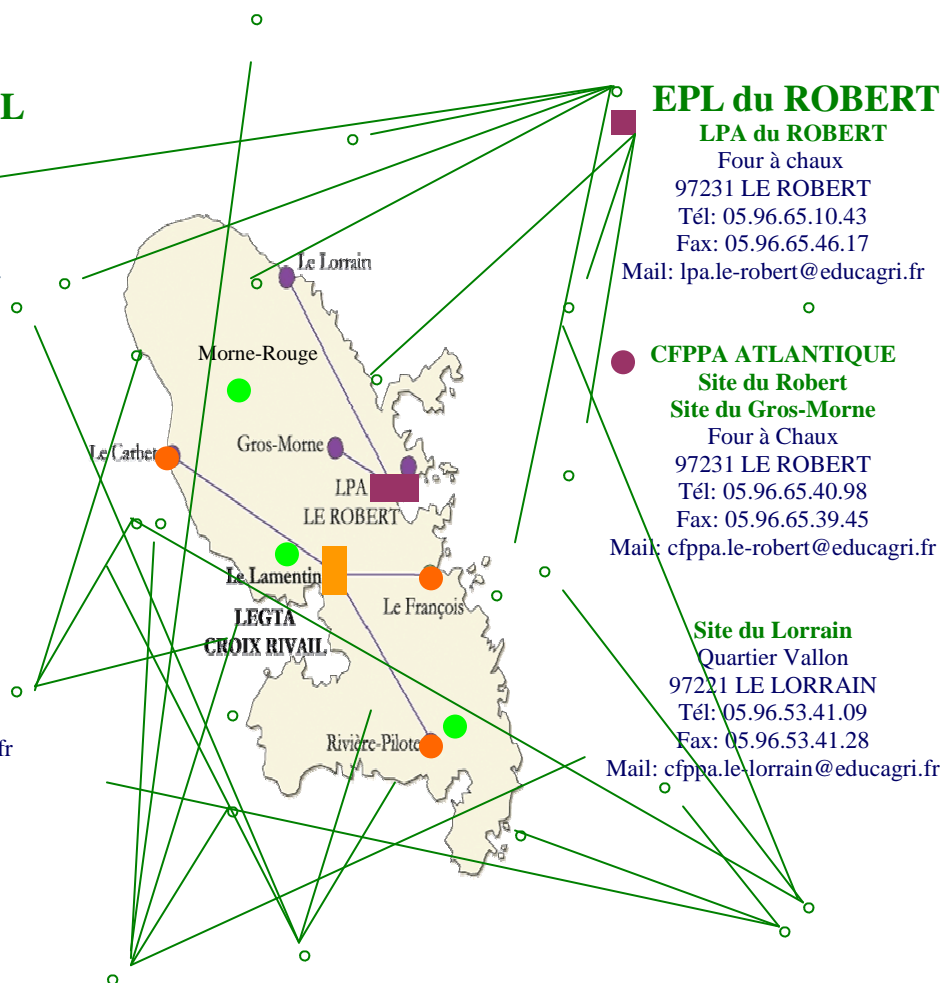 L
EPL du ROBERT
LPA du ROBERT
Four à chaux
97231 LE ROBERT
Tél: 05.96.65.10.43
Fax: 05.96.65.46.17
Mail: lpa.le-robert@educagri.fr
CFPPA ATLANTIQUE
Site du Robert
Site du Gros-Morne
Four à Chaux
97231 LE ROBERT
Tél: 05.96.65.40.98
Fax: 05.96.65.39.45
Mail: cfppa.le-robert@educagri.fr
Site du Lorrain
Quartier Vallon
97221 LE LORRAIN
Tél: 05.96.53.41.09
Fax: 05.96.53.41.28
Mail: cfppa.le-lorrain@educagri.fr
Le Lorrain
Morne-Rouge
Le Carbet
Gros-Morne
LPA
LE ROBERT
Le Lamentin
Le François
LEGTA
CROIX RIVAIL
Rivière-Pilote
fr